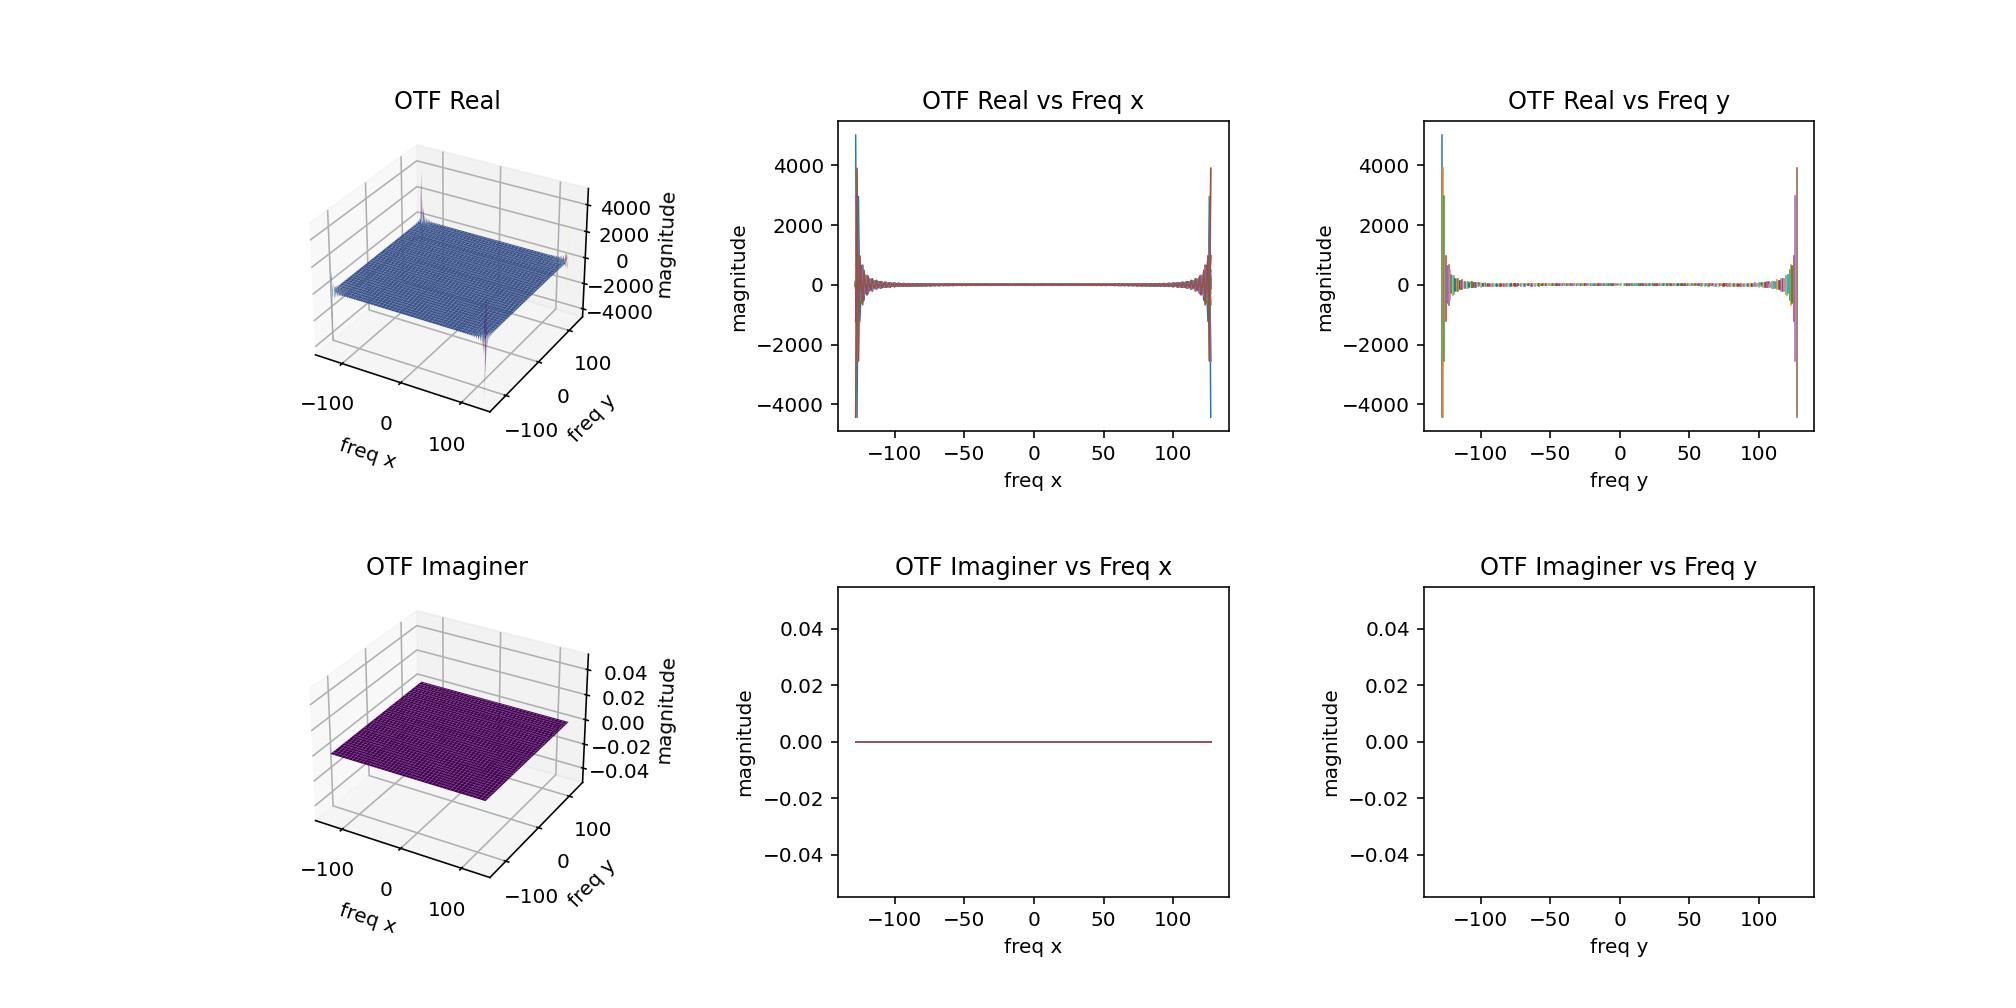 OTF Real
4000
2000
0
−2000
−4000
magnitude
−100
0
100
freq x
−100
0
100
freq y
OTF Real vs Freq x
4000
2000
0
−2000
−4000
magnitude
−100 −50 0 50 100
freq x
OTF Real vs Freq y
4000
2000
0
−2000
−4000
magnitude
−100 −50 0 50 100
freq y
OTF Imaginer
0.04
0.02
0.00
−0.02
−0.04
magnitude
−100
0
100
freq x
−100
0
100
freq y
OTF Imaginer vs Freq x
0.04
0.02
0.00
−0.02
−0.04
magnitude
−100 −50 0 50 100
freq x
OTF Imaginer vs Freq y
0.04
0.02
0.00
−0.02
−0.04
magnitude
−100 −50 0 50 100
freq y